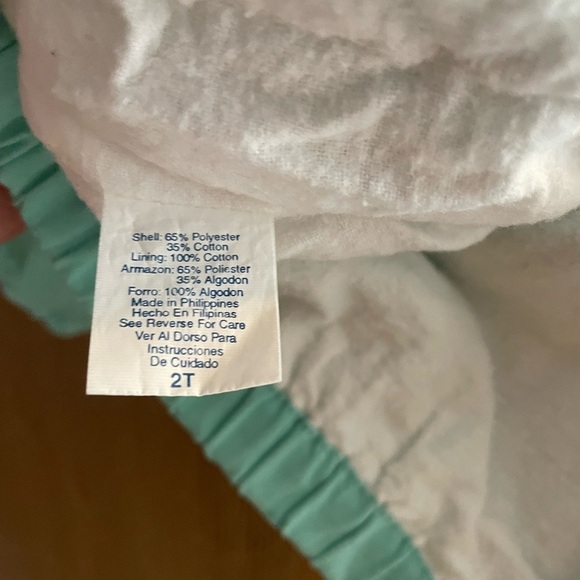 Shell: 65% Polyester
35% Cotton
Lining: 100% Cotton
Armazon: 65% Poliester
35% Algodon
Forro: 100% Algodon
Made in Philippines
Hecho En Filipinas
See Reverse For Care
Ver Al Dorso Para
Instrucciones
De Cuidado
2T